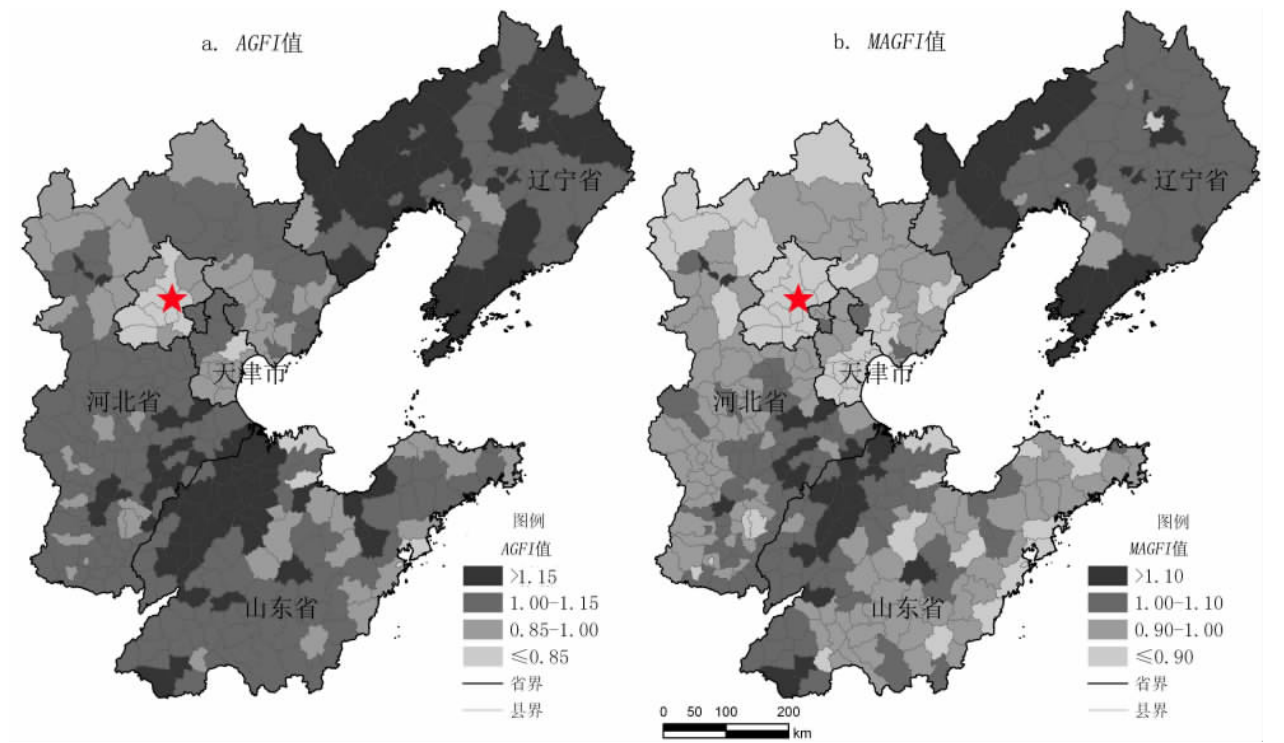 a. AGFI值
辽宁省
天津市
河北省
山东省
图例
AGFI值
>1.15
1.00-1.15
0.85-1.00
≤0.85
省界
县界
b. MAGFI值
辽宁省
天津市
河北省
山东省
图例
MAGFI值
>1.10
1.00-1.10
0.90-1.00
≤0.90
省界
县界
0 50 100 200
km